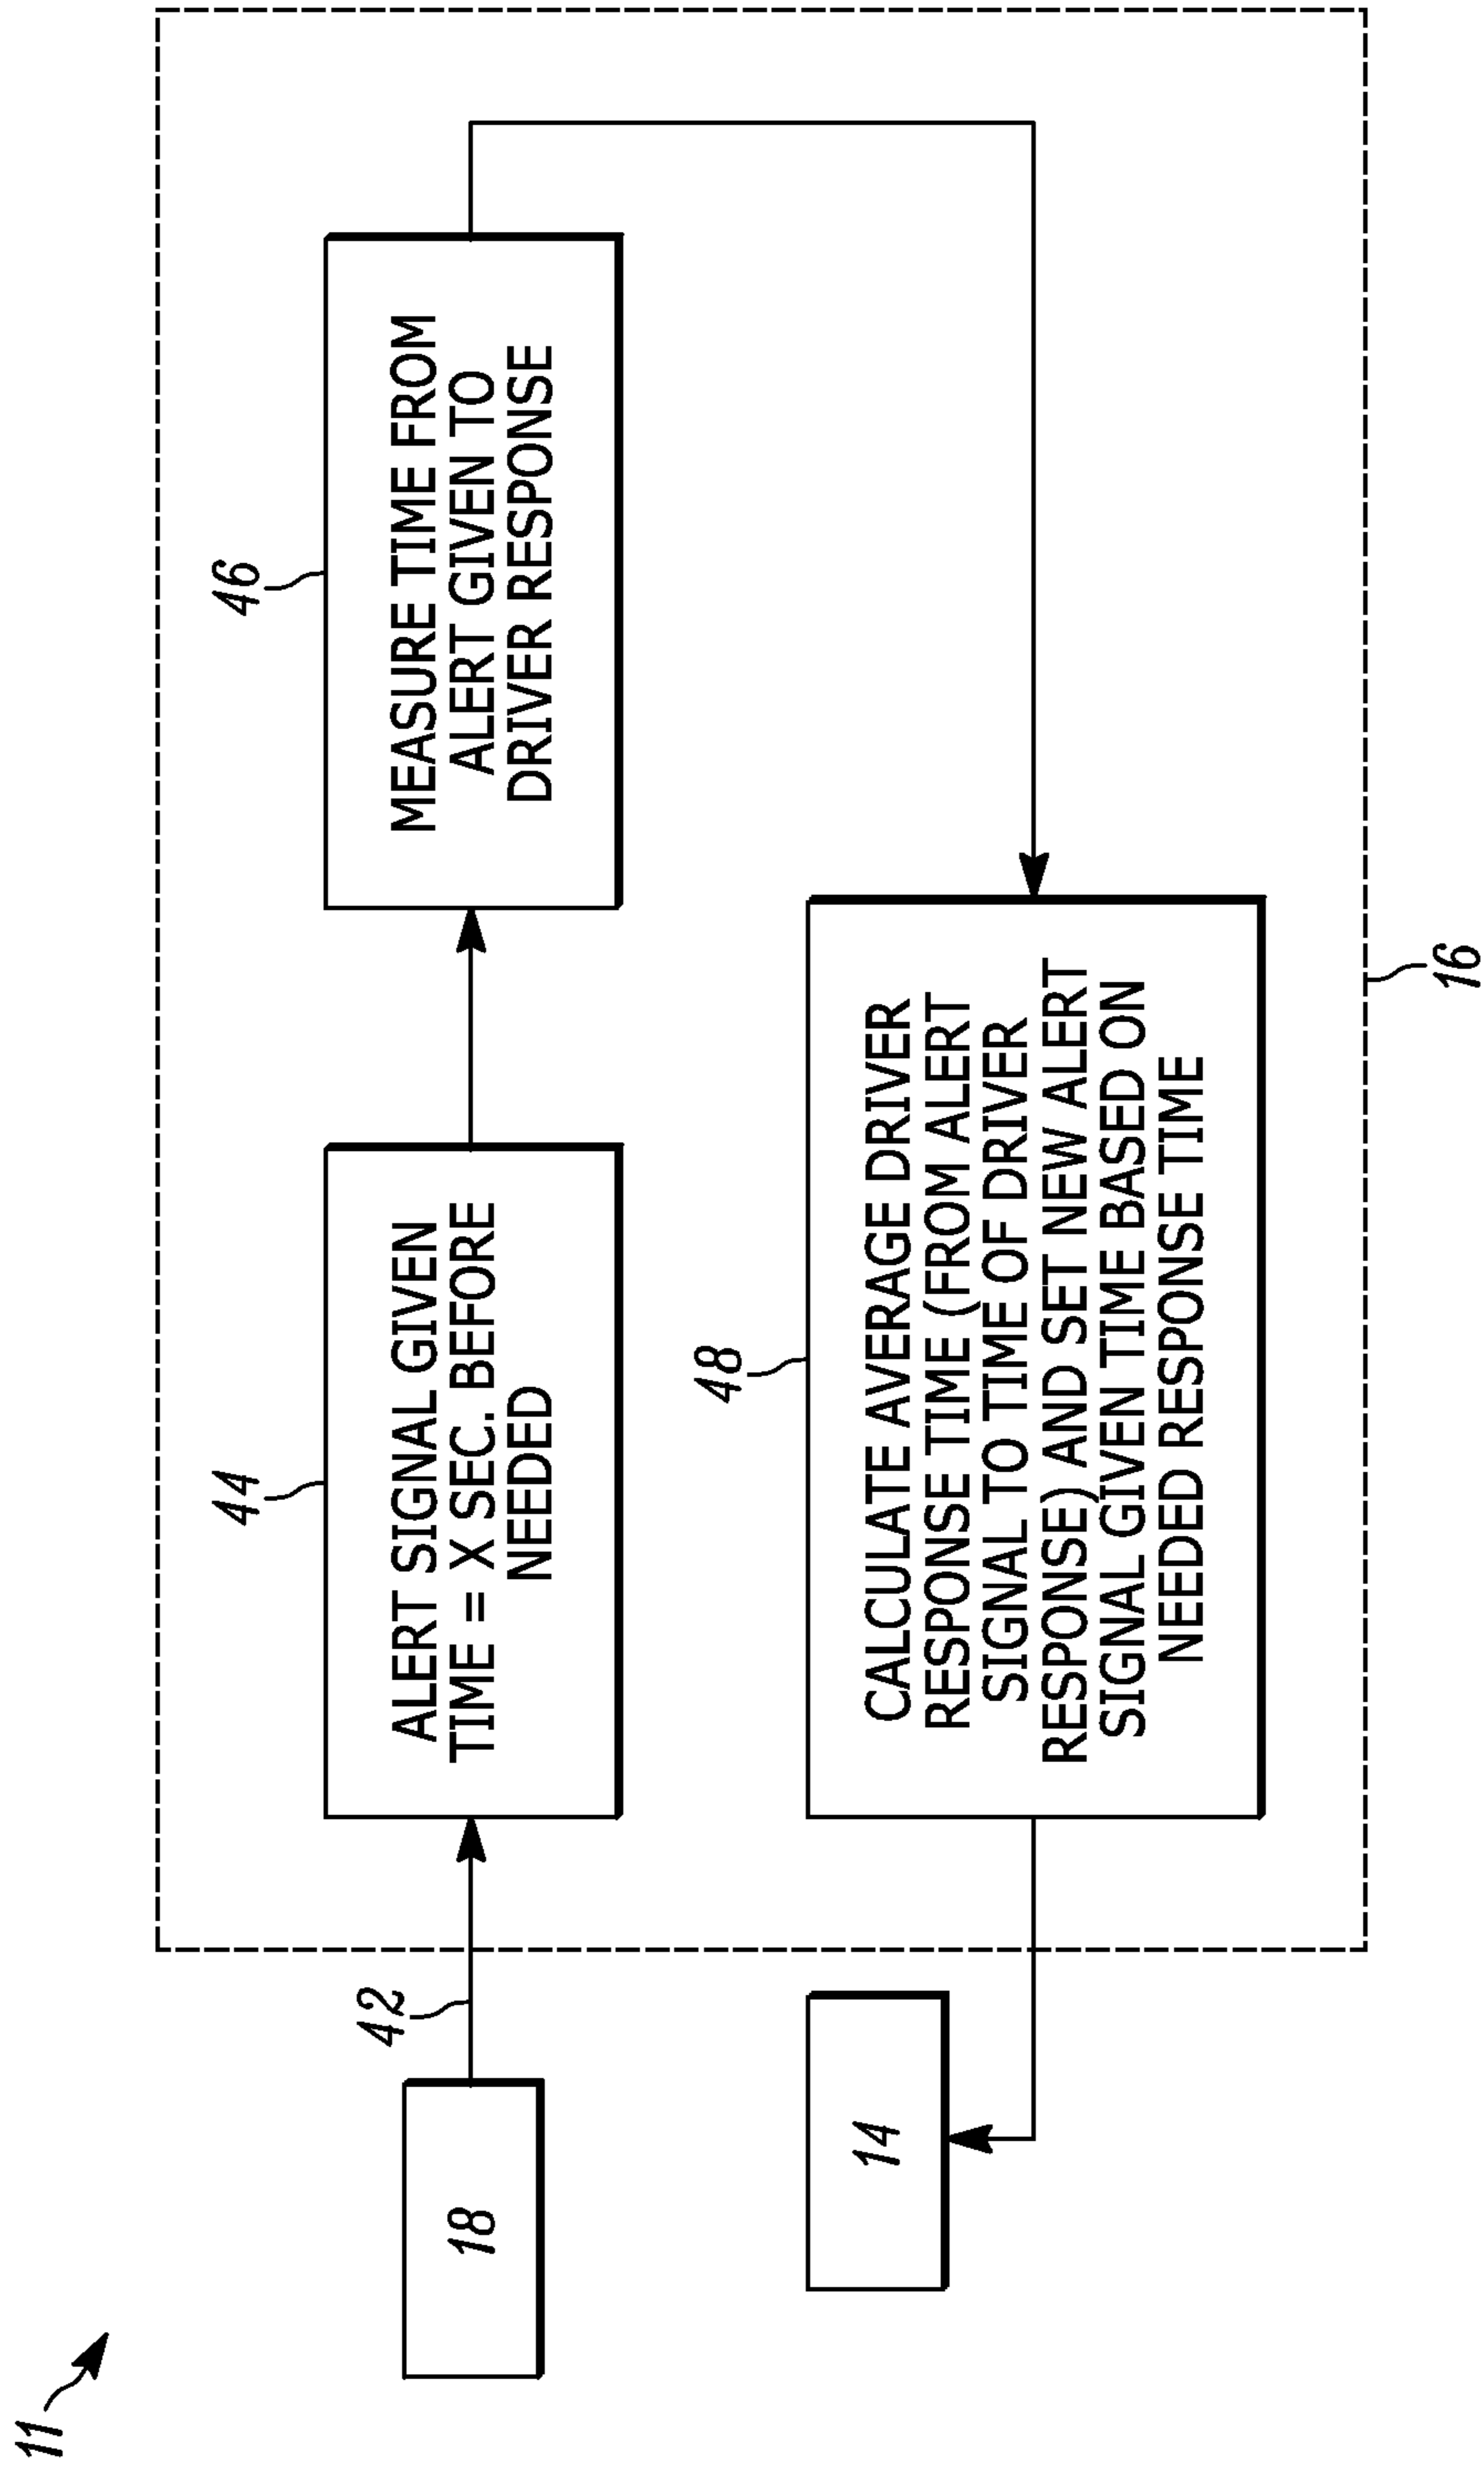 11
18
42
44
ALERT SIGNAL GIVEN
TIME = X SEC. BEFORE
NEEDED
46
MEASURE TIME FROM
ALERT GIVEN TO
DRIVER RESPONSE
14
48
CALCULATE AVERAGE DRIVER
RESPONSE TIME (FROM ALERT
SIGNAL TO TIME OF DRIVER
RESPONSE) AND SET NEW ALERT
SIGNAL GIVEN TIME BASED ON
NEEDED RESPONSE TIME
16